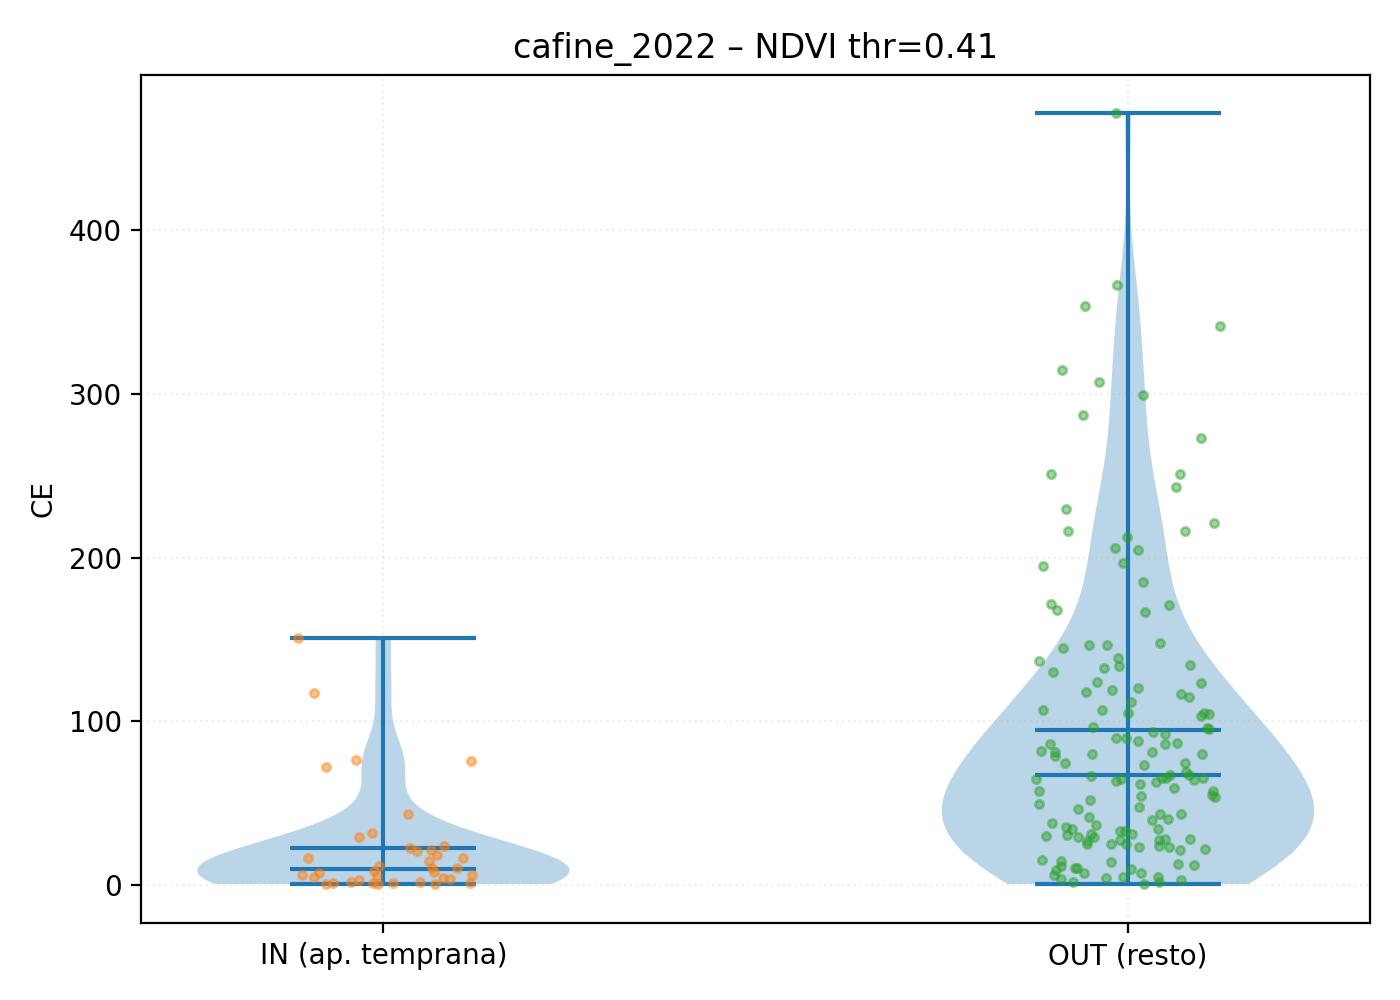 cafine_2022 – NDVI thr=0.41
CE
400
300
200
100
0
IN (ap. temprana)
OUT (resto)